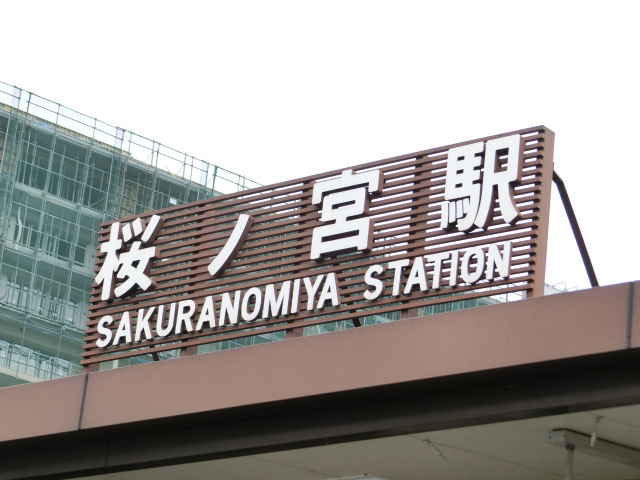 桜ノ宮駅
SAKURANOMIYA STATION